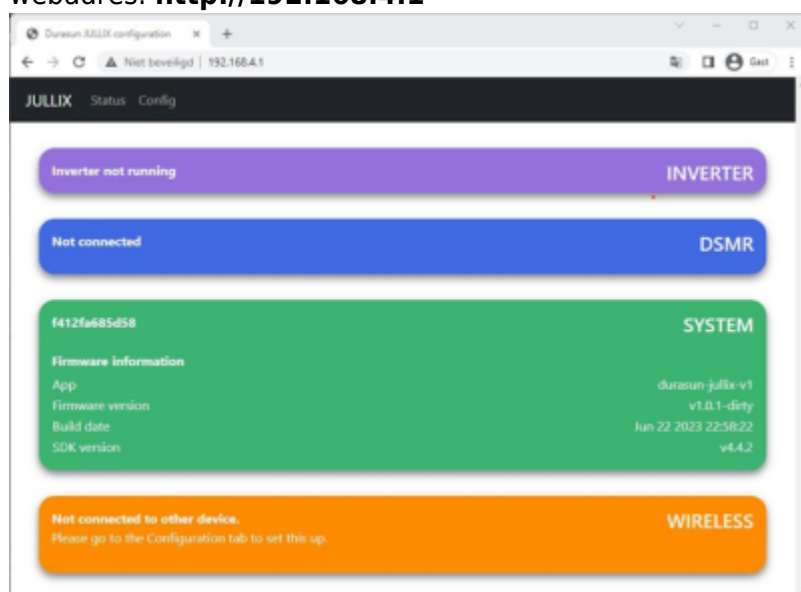 webadres: http://192.168.4.1
Durasun JULLIX configuration
Niet beveiligd | 192.168.4.1
Gast
JULLIX Status Config
Inverter not running INVERTER
Not connected DSMR
f412fa685d58 SYSTEM
Firmware information
App durasun-jullix-v1
Firmware version v1.0.1-dirty
Build date Jun 22 2023 22:58:22
SDK version v4.4.2
Not connected to other device. WIRELESS
Please go to the Configuration tab to set this up.